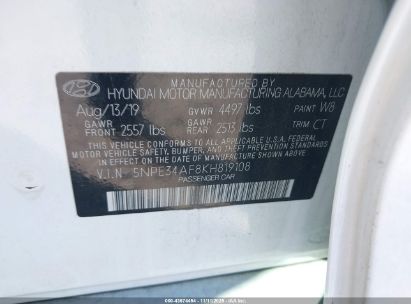 HYUNDAI MOTOR MANUFACTURING ALABAMA, LLC
Aug/13/19 GVWR 4497 lbs PAINT W8
GAWR FRONT 2557 lbs GAWR REAR 2513 lbs TRIM CT
THIS VEHICLE CONFORMS TO ALL APPLICABLE FEDERAL
MOTOR VEHICLE SAFETY, BUMPER, AND THEFT PREVENTION
STANDARDS IN EFFECT ON THE DATE OF MANUFACTURE
SHOWN ABOVE.
V.I.N 5NPE34AF8KH819108
PASSENGER CAR